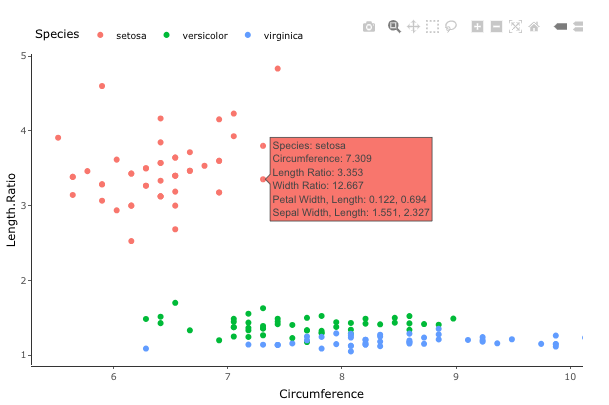 Species setosa versicolor virginica
5
4
3
2
1
Length.Ratio
Species: setosa
Circumference: 7.309
Length Ratio: 3.353
Width Ratio: 12.667
Petal Width, Length: 0.122, 0.694
Sepal Width, Length: 1.551, 2.327
6 7 8 9 10
Circumference